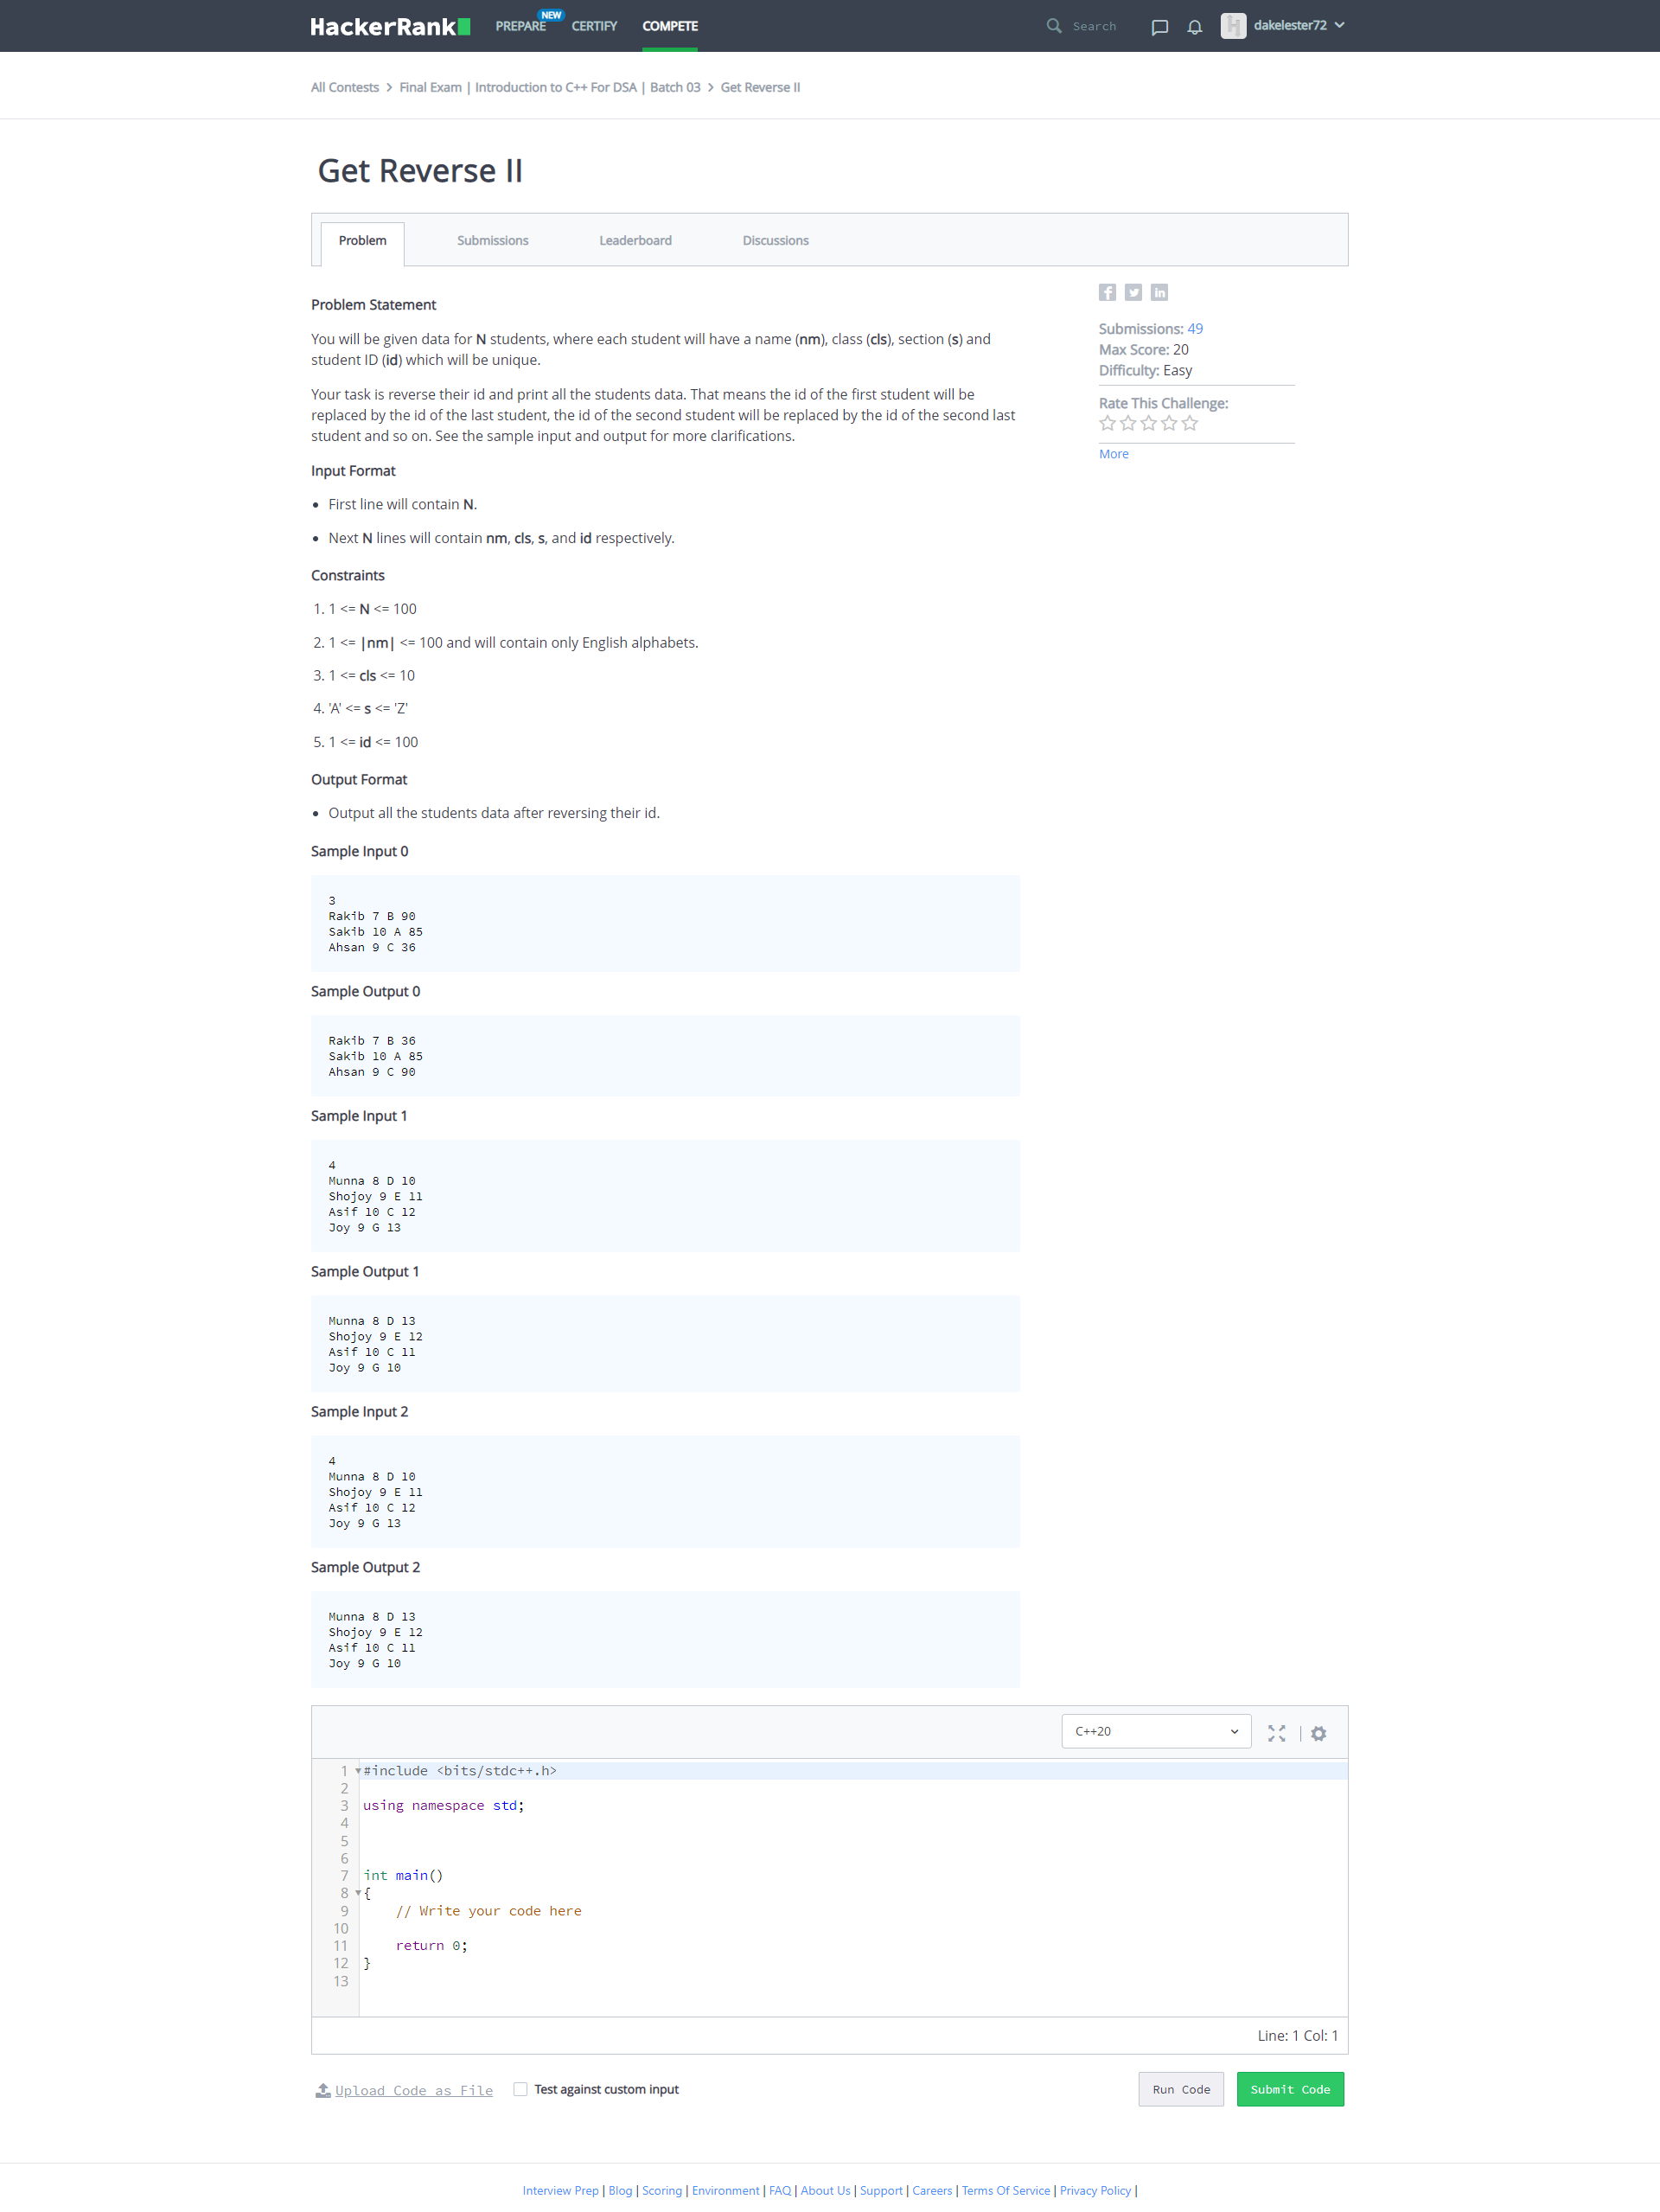 HackerRank PREPARE NEW CERTIFY COMPETE Search dakelester72
All Contests > Final Exam | Introduction to C++ For DSA | Batch 03 > Get Reverse II
Get Reverse II
Problem Submissions Leaderboard Discussions
Problem Statement
You will be given data for N students, where each student will have a name (nm), class (cls), section (s) and
student ID (id) which will be unique.
Your task is reverse their id and print all the students data. That means the id of the first student will be
replaced by the id of the last student, the id of the second student will be replaced by the id of the second last
student and so on. See the sample input and output for more clarifications.
Input Format
• First line will contain N.
• Next N lines will contain nm, cls, s, and id respectively.
Constraints
1. 1 <= N <= 100
2. 1 <= |nm| <= 100 and will contain only English alphabets.
3. 1 <= cls <= 10
4. 'A' <= s <= 'Z'
5. 1 <= id <= 100
Output Format
• Output all the students data after reversing their id.
Sample Input 0
3
Rakib 7 B 90
Sakib 10 A 85
Ahsan 9 C 36
Sample Output 0
Rakib 7 B 36
Sakib 10 A 85
Ahsan 9 C 90
Sample Input 1
4
Munna 8 D 10
Shojoy 9 E 11
Asif 10 C 12
Joy 9 G 13
Sample Output 1
Munna 8 D 13
Shojoy 9 E 12
Asif 10 C 11
Joy 9 G 10
Sample Input 2
4
Munna 8 D 10
Shojoy 9 E 11
Asif 10 C 12
Joy 9 G 13
Sample Output 2
Munna 8 D 13
Shojoy 9 E 12
Asif 10 C 11
Joy 9 G 10
Submissions: 49
Max Score: 20
Difficulty: Easy
Rate This Challenge:
More
C++20
1 #include <bits/stdc++.h>
2
3 using namespace std;
4
5
6
7 int main()
8 {
9 // Write your code here
10
11 return 0;
12 }
13
Line: 1 Col: 1
Upload Code as File Test against custom input Run Code Submit Code
Interview Prep | Blog | Scoring | Environment | FAQ | About Us | Support | Careers | Terms Of Service | Privacy Policy |